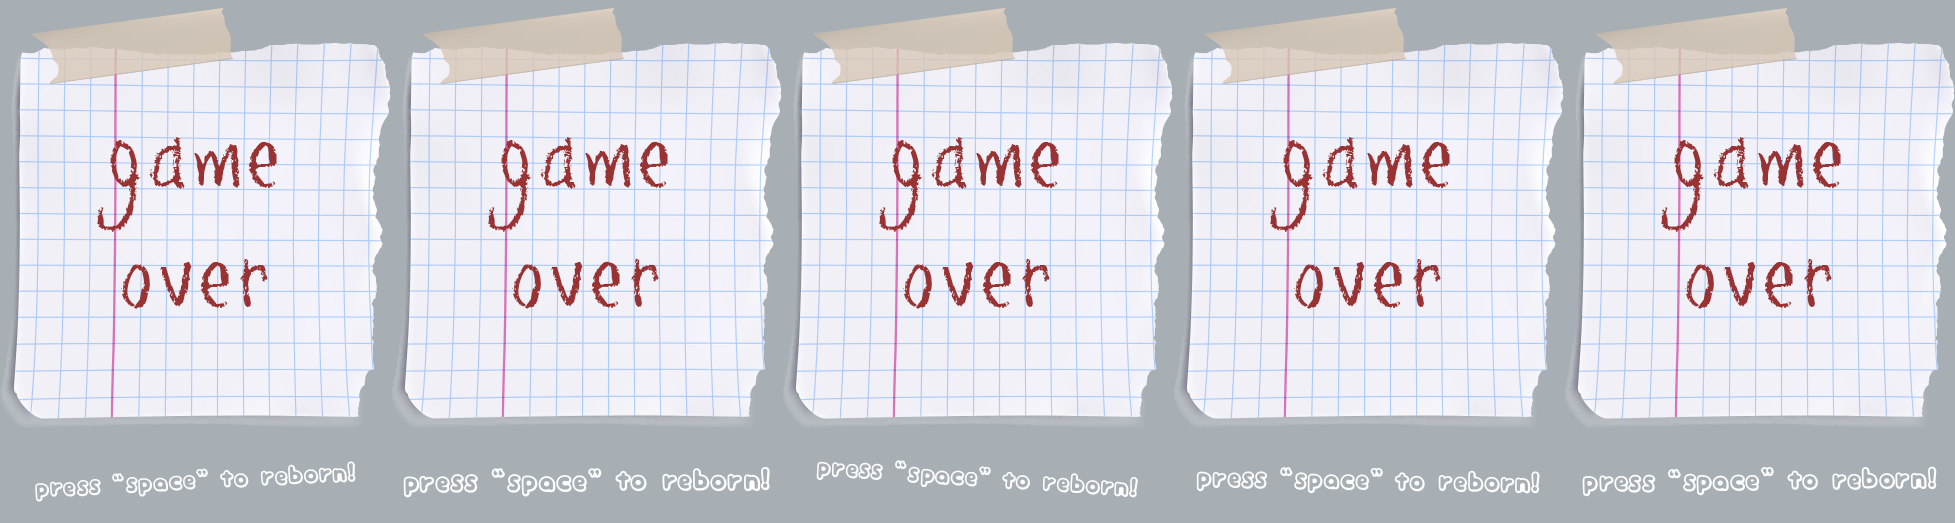 game game game game game
over over over over over
press "space" to reborn! press "space" to reborn! press "space" to reborn! press "space" to reborn! press "space" to reborn!